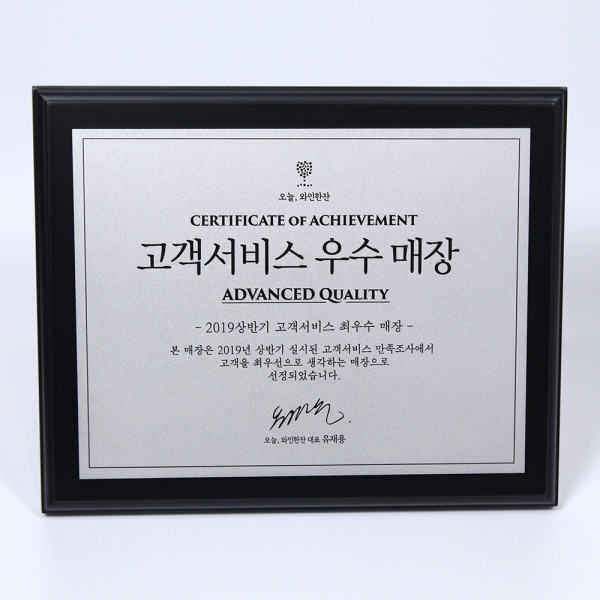 오늘, 와인한잔
CERTIFICATE OF ACHIEVEMENT
고객서비스 우수 매장
ADVANCED QUALITY
- 2019상반기 고객서비스 최우수 매장 -
본 매장은 2019년 상반기 실시된 고객서비스 만족조사에서
고객을 최우선으로 생각하는 매장으로
선정되었습니다.
오늘, 와인한잔 대표 유재용